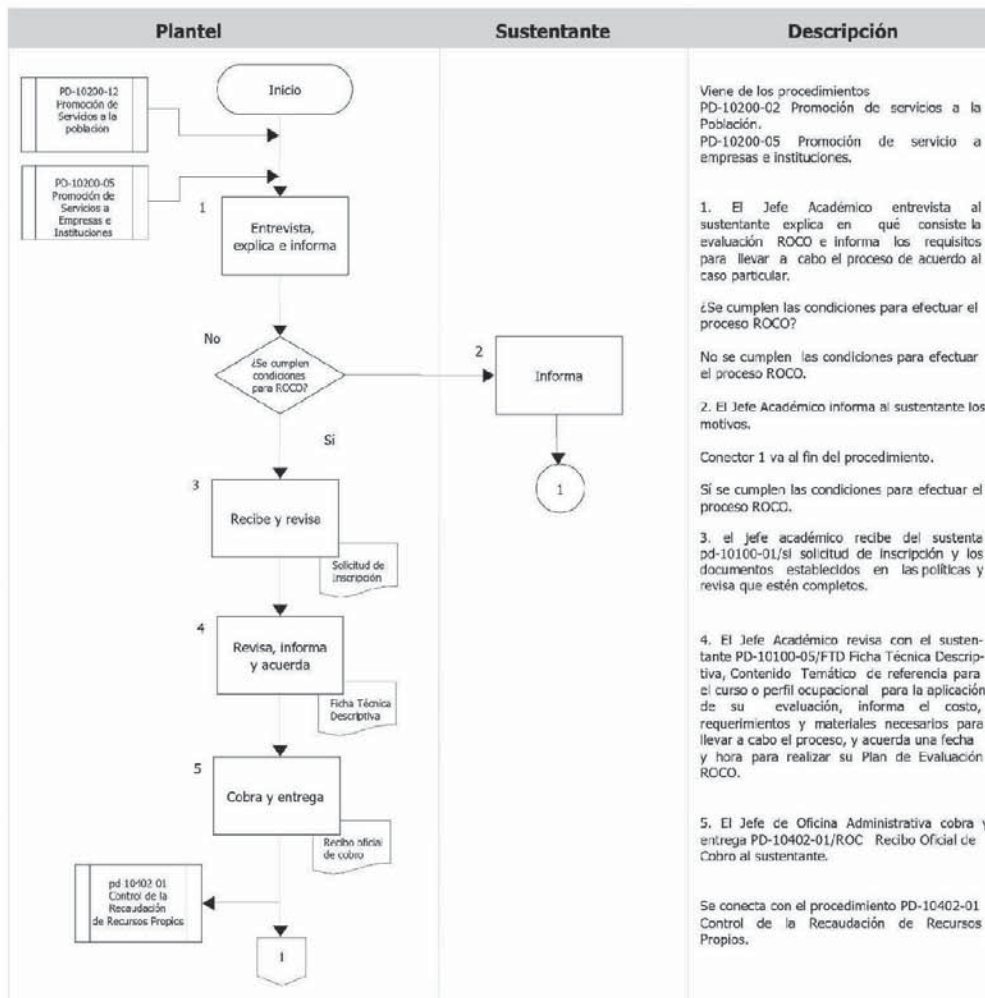 Plantel
Sustentante
Descripción
PD-10200-12
Promoción de
Servicios a la
población
Inicio
PD-10200-05
Promoción de
Servicios a
Empresas e
Instituciones
1
Entrevista,
explica e informa
No
¿Se cumplen
condiciones
para ROCO?
2
Informa
1
Si
3
Recibe y revisa
Solicitud de
Inscripción
4
Revisa, informa
y acuerda
Ficha Técnica
Descriptiva
5
Cobra y entrega
Recibo oficial
de cobro
pd-10402-01
Control de la
Recaudación
de Recursos Propios
1
Viene de los procedimientos
PD-10200-02 Promoción de servicios a la
Población.
PD-10200-05 Promoción de servicio a
empresas e instituciones.
1. El Jefe Académico entrevista al
sustentante explica en qué consiste la
evaluación ROCO e informa los requisitos
para llevar a cabo el proceso de acuerdo al
caso particular.
¿Se cumplen las condiciones para efectuar el
proceso ROCO?
No se cumplen las condiciones para efectuar
el proceso ROCO.
2. El Jefe Académico informa al sustentante los
motivos.
Conector 1 va al fin del procedimiento.
Sí se cumplen las condiciones para efectuar el
proceso ROCO.
3. el jefe académico recibe del sustenta
pd-10100-01/si solicitud de inscripción y los
documentos establecidos en las políticas y
revisa que estén completos.
4. El Jefe Académico revisa con el susten-
tante PD-10100-05/FTD Ficha Técnica Descrip-
tiva, Contenido Temático de referencia para
el curso o perfil ocupacional para la aplicación
de su evaluación, informa el costo,
requerimientos y materiales necesarios para
llevar a cabo el proceso, y acuerda una fecha
y hora para realizar su Plan de Evaluación
ROCO.
5. El Jefe de Oficina Administrativa cobra y
entrega PD-10402-01/ROC Recibo Oficial de
Cobro al sustentante.
Se conecta con el procedimiento PD-10402-01
Control de la Recaudación de Recursos
Propios.